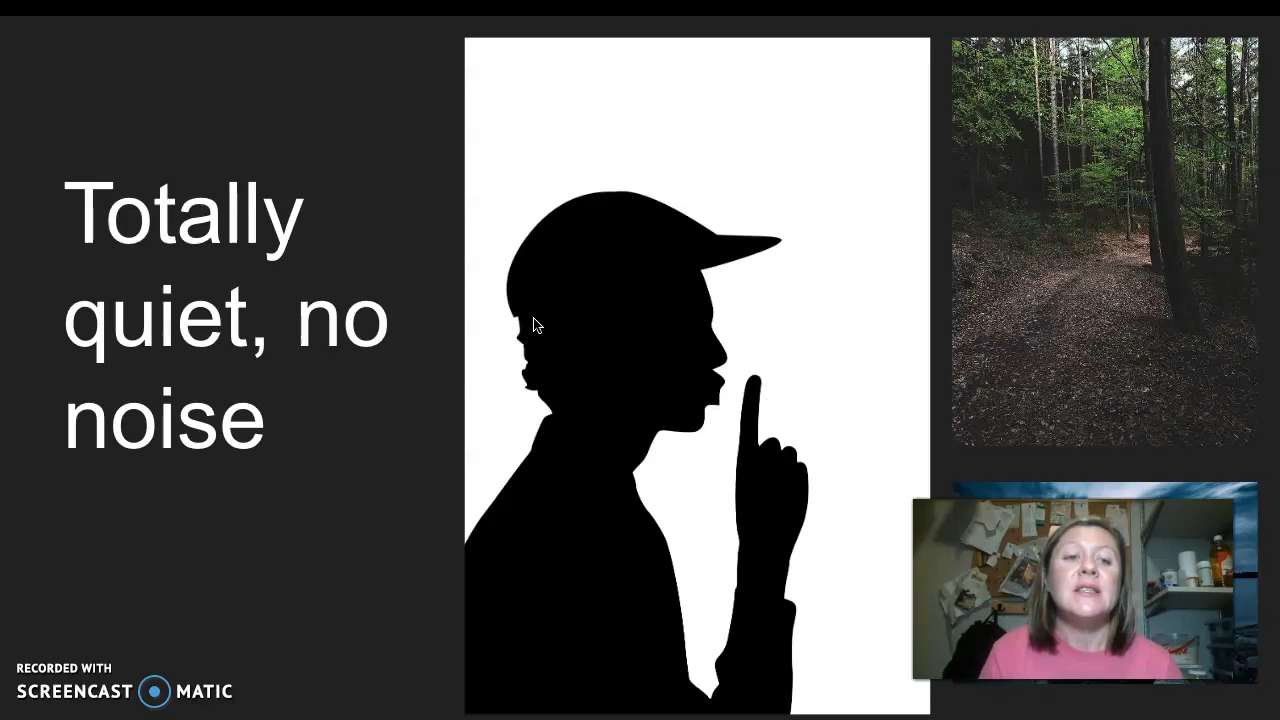 Totally
quiet, no
noise
RECORDED WITH
SCREENCAST MATIC